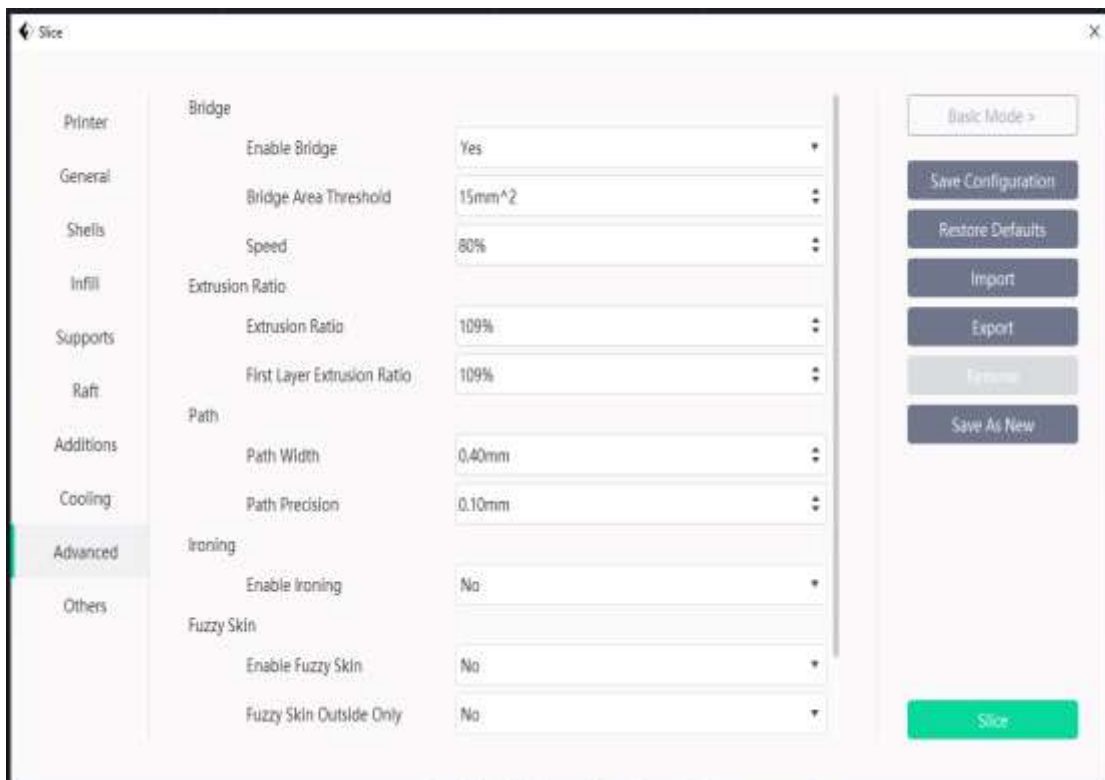 Slice
Printer
General
Shells
Infill
Supports
Raft
Additions
Cooling
Advanced
Others
Bridge
Enable Bridge Yes
Bridge Area Threshold 15mm^2
Speed 80%
Extrusion Ratio
Extrusion Ratio 109%
First Layer Extrusion Ratio 109%
Path
Path Width 0.40mm
Path Precision 0.10mm
Ironing
Enable Ironing No
Fuzzy Skin
Enable Fuzzy Skin No
Fuzzy Skin Outside Only No
Basic Mode >
Save Configuration
Restore Defaults
Import
Export
Remove
Save As New
Slice